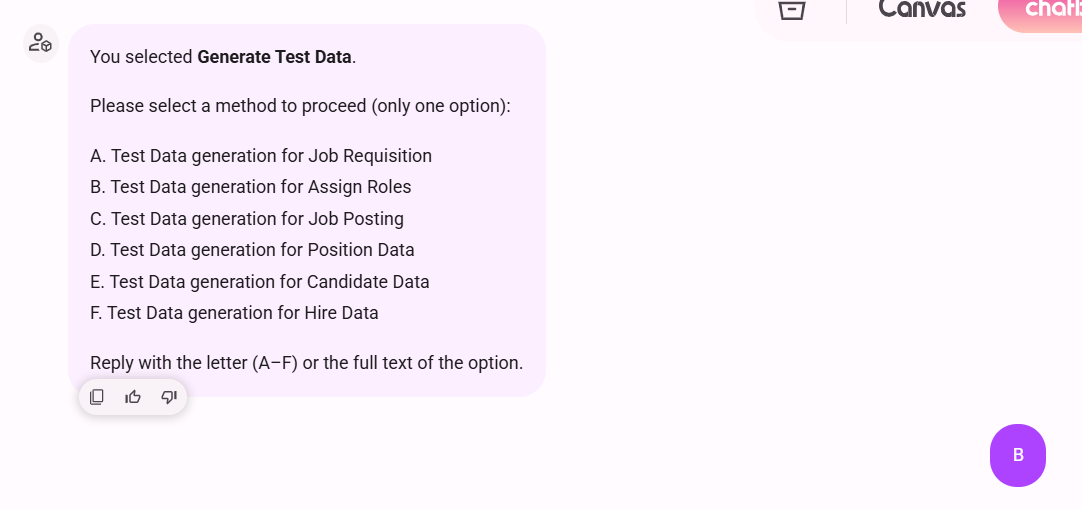 Canvas
You selected Generate Test Data.
Please select a method to proceed (only one option):
A. Test Data generation for Job Requisition
B. Test Data generation for Assign Roles
C. Test Data generation for Job Posting
D. Test Data generation for Position Data
E. Test Data generation for Candidate Data
F. Test Data generation for Hire Data
Reply with the letter (A–F) or the full text of the option.
B